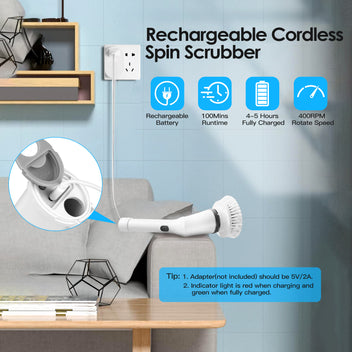 Rechargeable Cordless
Spin Scrubber
Rechargeable
Battery
100Mins
Runtime
4-5 Hours
Fully Charged
400RPM
Rotate Speed
Tip: 1. Adapter(not included) should be 5V/2A.
2. Indicator light is red when charging and
green when fully charged.